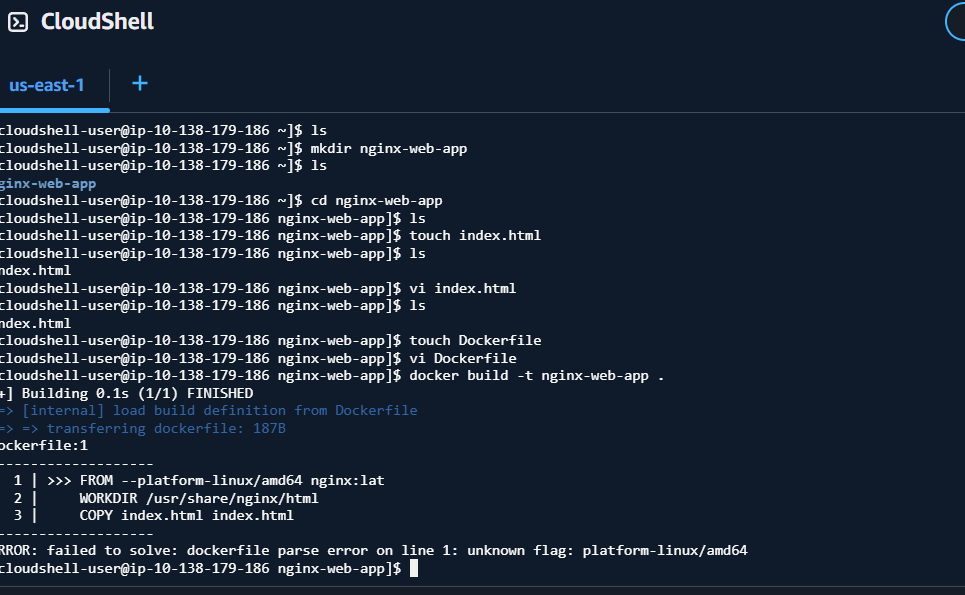 CloudShell
us-east-1 +
cloudshell-user@ip-10-138-179-186 ~]$ ls
cloudshell-user@ip-10-138-179-186 ~]$ mkdir nginx-web-app
cloudshell-user@ip-10-138-179-186 ~]$ ls
nginx-web-app
cloudshell-user@ip-10-138-179-186 ~]$ cd nginx-web-app
cloudshell-user@ip-10-138-179-186 nginx-web-app]$ ls
cloudshell-user@ip-10-138-179-186 nginx-web-app]$ touch index.html
cloudshell-user@ip-10-138-179-186 nginx-web-app]$ ls
ndex.html
cloudshell-user@ip-10-138-179-186 nginx-web-app]$ vi index.html
cloudshell-user@ip-10-138-179-186 nginx-web-app]$ ls
ndex.html
cloudshell-user@ip-10-138-179-186 nginx-web-app]$ touch Dockerfile
cloudshell-user@ip-10-138-179-186 nginx-web-app]$ vi Dockerfile
cloudshell-user@ip-10-138-179-186 nginx-web-app]$ docker build -t nginx-web-app .
+] Building 0.1s (1/1) FINISHED
=> [internal] load build definition from Dockerfile
=> => transferring dockerfile: 187B
ockerfile:1
-------------------
1 | >>> FROM --platform-linux/amd64 nginx:lat
2 |     WORKDIR /usr/share/nginx/html
3 |     COPY index.html index.html
-------------------
RROR: failed to solve: dockerfile parse error on line 1: unknown flag: platform-linux/amd64
cloudshell-user@ip-10-138-179-186 nginx-web-app]$